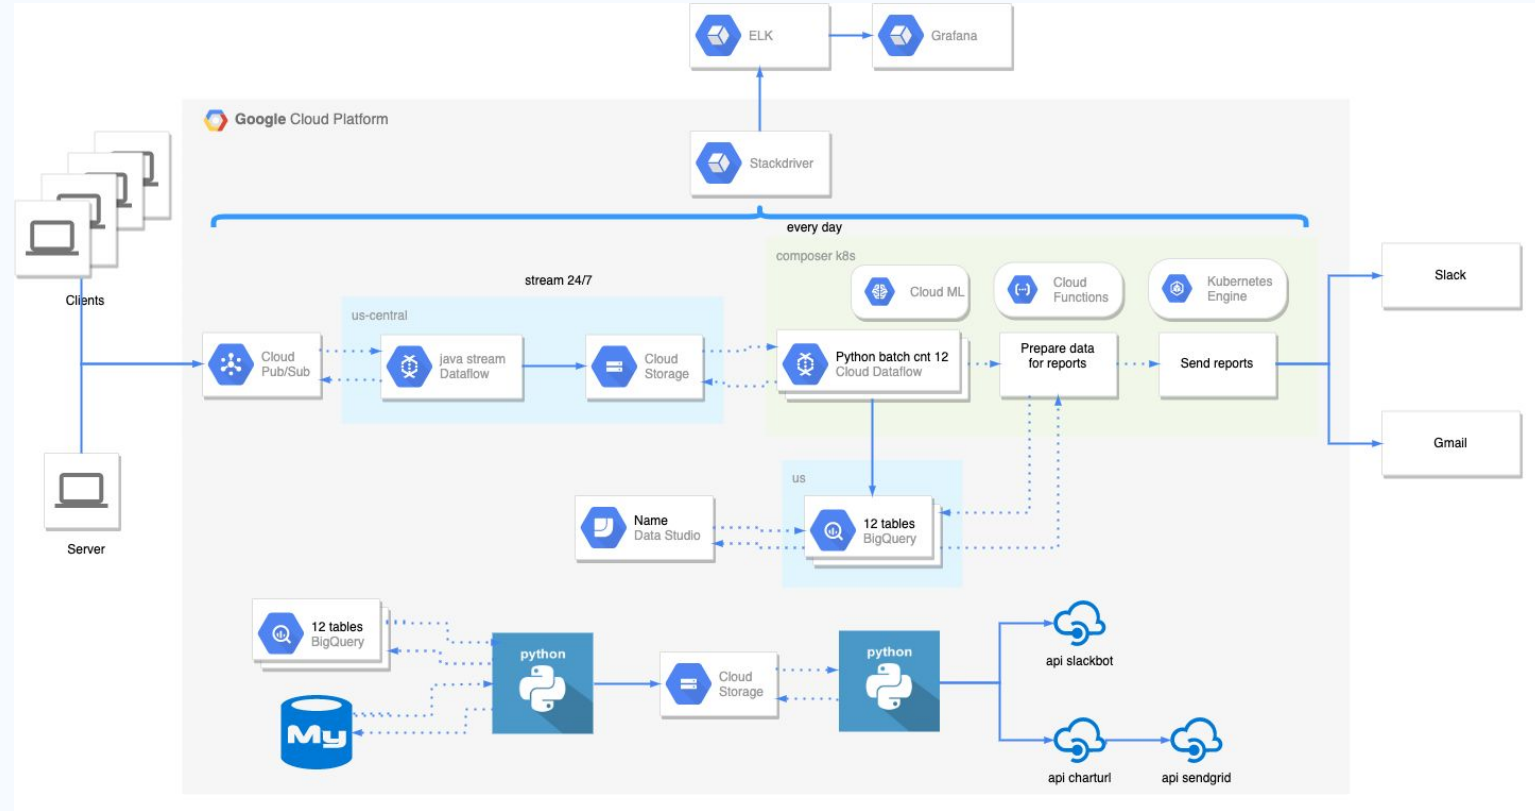 ELK
Grafana
Google Cloud Platform
Stackdriver
every day
composer k8s
Cloud ML
Cloud
Functions
Kubernetes
Engine
stream 24/7
us-central
Clients
Cloud
Pub/Sub
java stream
Dataflow
Cloud
Storage
Python batch cnt 12
Cloud Dataflow
Prepare data
for reports
Send reports
Slack
Gmail
us
Server
Name
Data Studio
12 tables
BigQuery
12 tables
BigQuery
python
Cloud
Storage
python
api slackbot
My
api charturl
api sendgrid